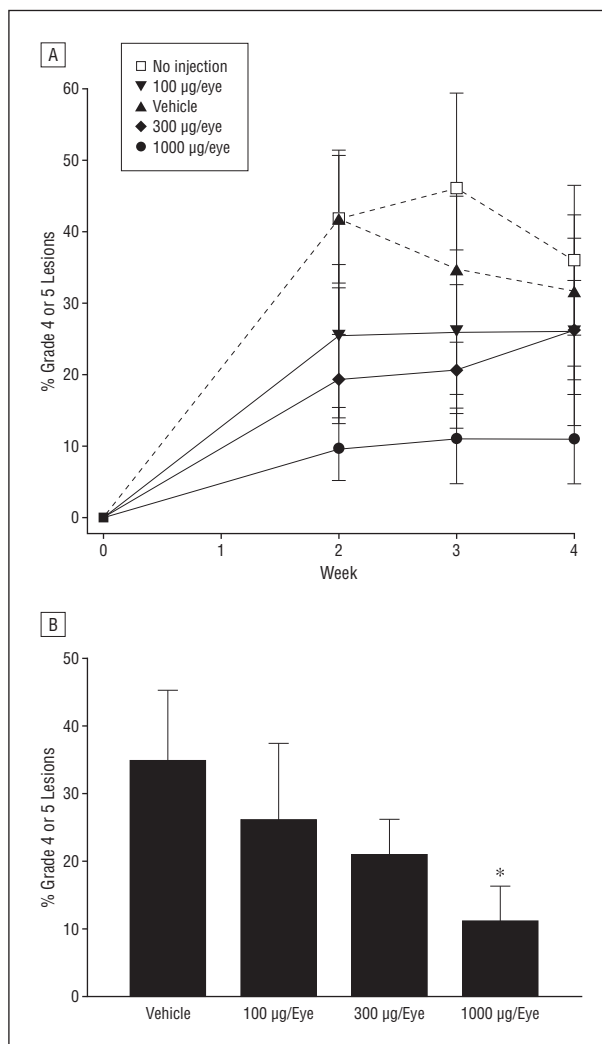 A
No injection
100 μg/eye
Vehicle
300 μg/eye
1000 μg/eye
% Grade 4 or 5 Lesions
60
50
40
30
20
10
0
0 1 2 3 4
Week
B
% Grade 4 or 5 Lesions
50
40
30
20
10
0
*
Vehicle 100 μg/Eye 300 μg/Eye 1000 μg/Eye